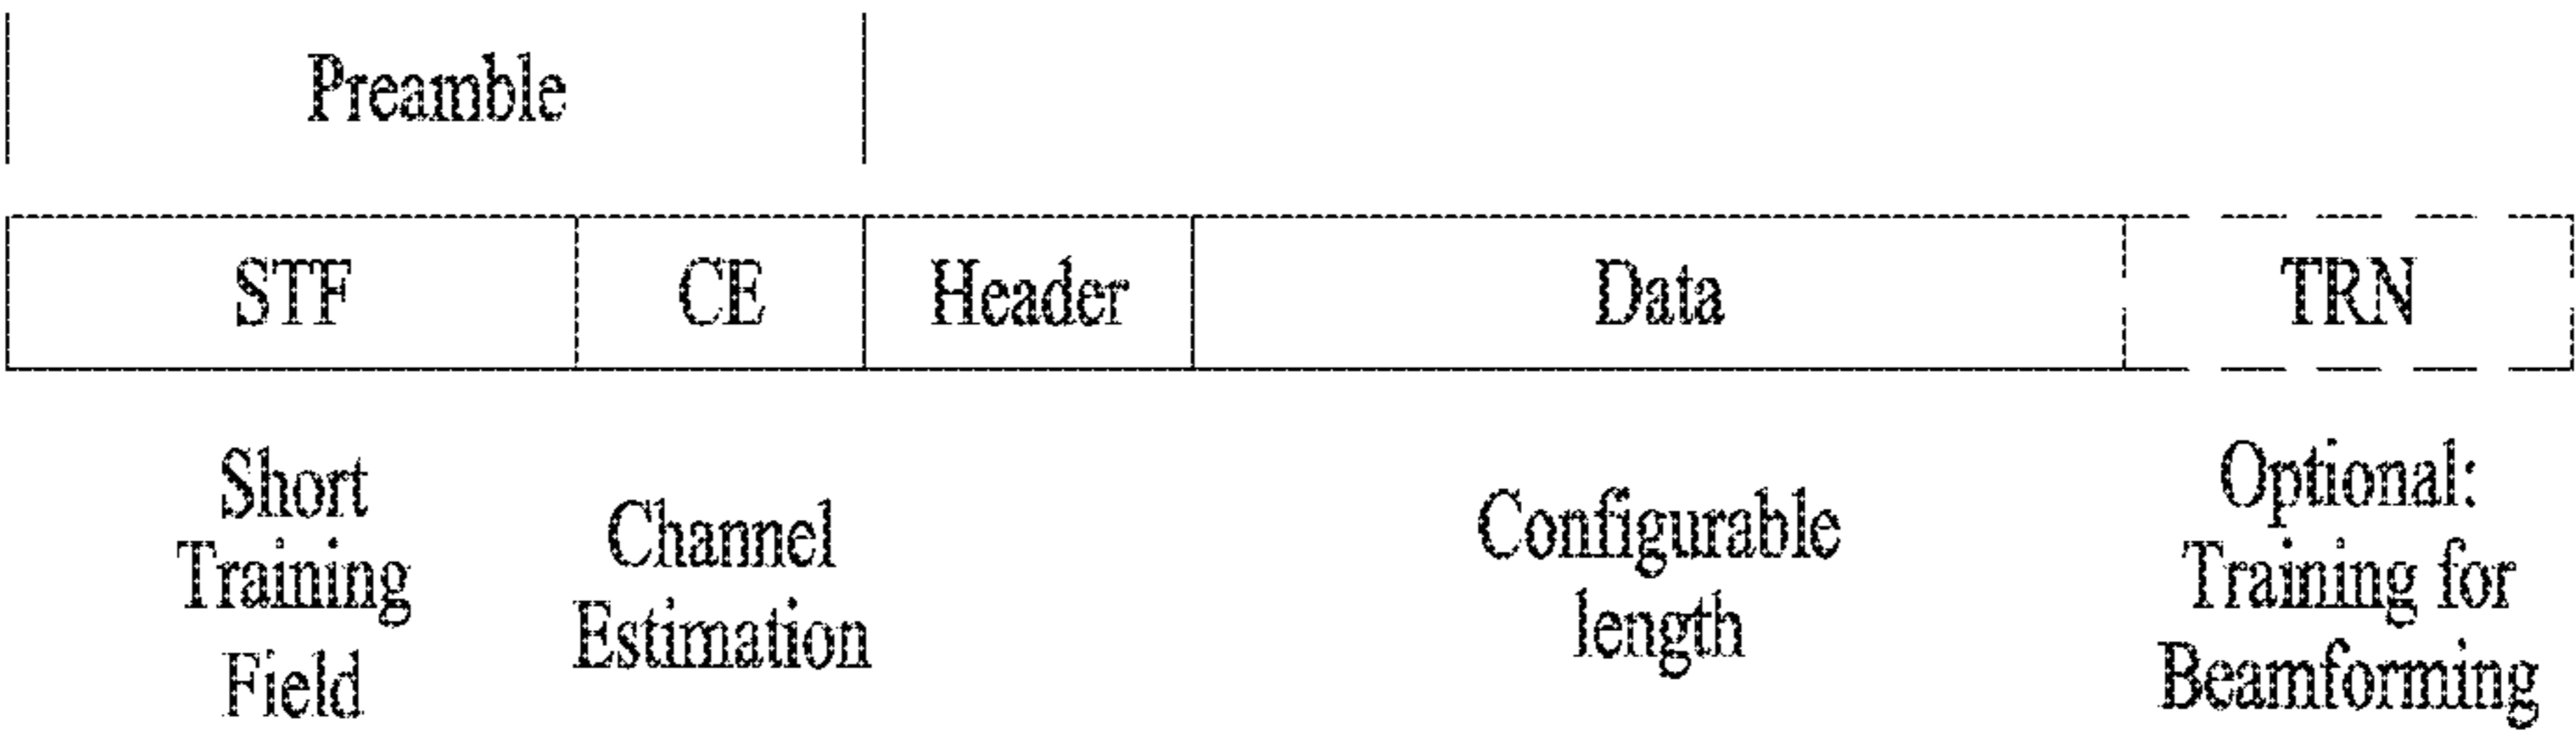 Preamble
STF CE Header Data TRN
Short
Training
Field
Channel
Estimation
Configurable
length
Optional:
Training for
Beamforming